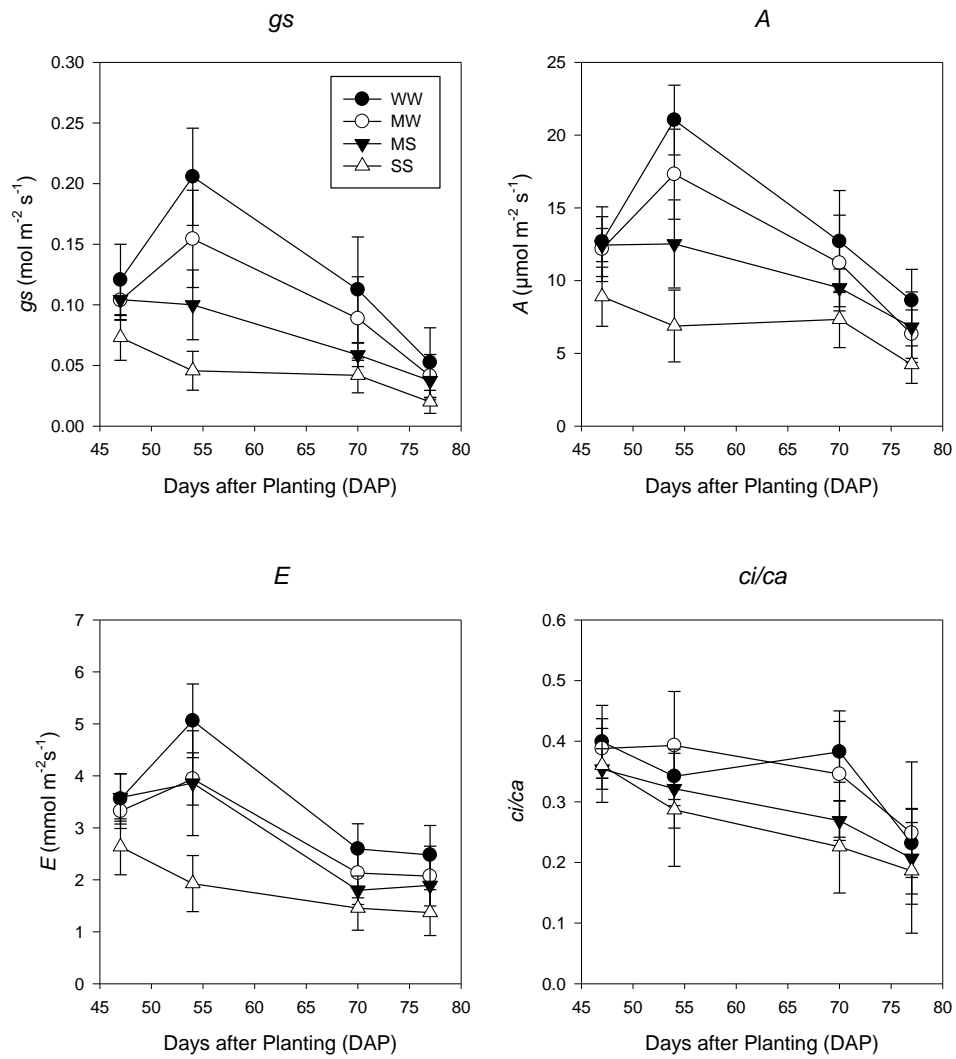 gs
gs (mol m-2 s-1)
0.30
0.25
0.20
0.15
0.10
0.05
0.00
WW
MW
MS
SS
45 50 55 60 65 70 75 80
Days after Planting (DAP)
A
A (µmol m-2 s-1)
25
20
15
10
5
0
45 50 55 60 65 70 75 80
Days after Planting (DAP)
E
E (mmol m-2s-1)
7
6
5
4
3
2
1
0
45 50 55 60 65 70 75 80
Days after Planting (DAP)
ci/ca
ci/ca
0.6
0.5
0.4
0.3
0.2
0.1
0.0
45 50 55 60 65 70 75 80
Days after Planting (DAP)